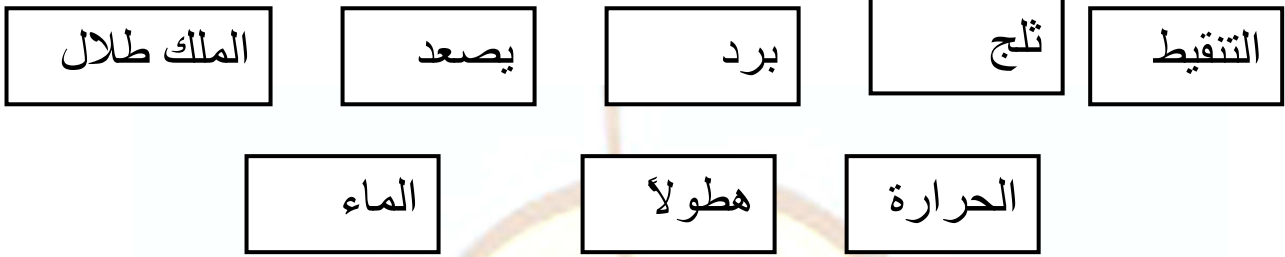 التنقيط ثلج برد يصعد الملك طلال
الحرارة هطولاً الماء